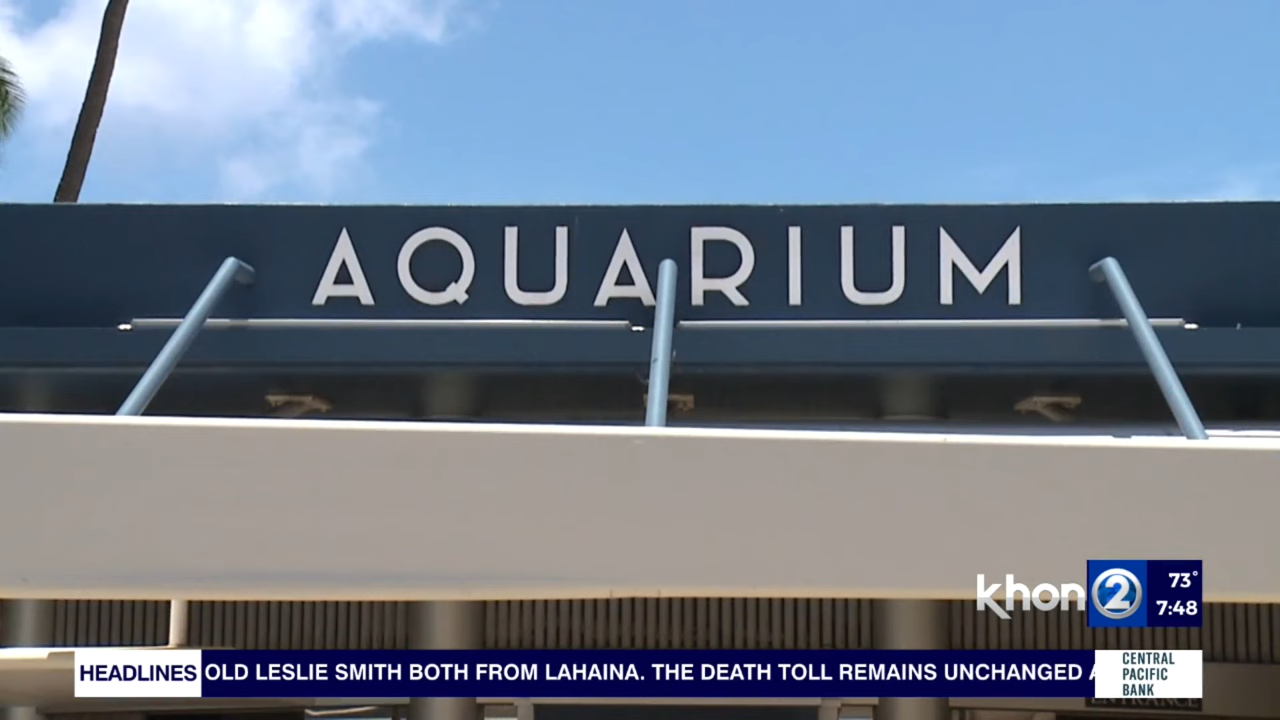 AQUARIUM
khon 2
73°
7:48
HEADLINES OLD LESLIE SMITH BOTH FROM LAHAINA. THE DEATH TOLL REMAINS UNCHANGED
CENTRAL
PACIFIC
BANK
ENTRANCE